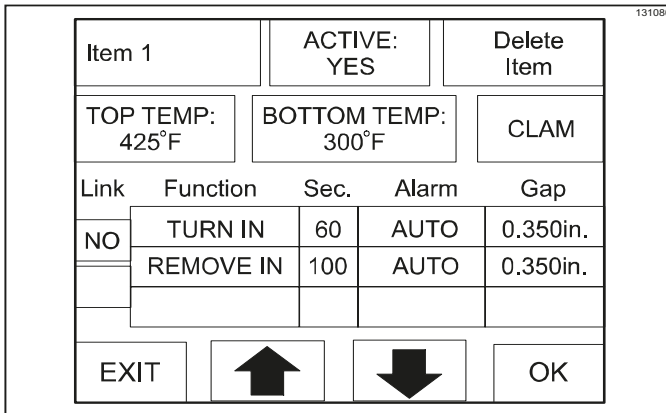 13108
Item 1
ACTIVE:
YES
Delete
Item
TOP TEMP:
425°F
BOTTOM TEMP:
300°F
CLAM
Link Function Sec. Alarm Gap
NO TURN IN 60 AUTO 0.350in.
REMOVE IN 100 AUTO 0.350in.
EXIT OK